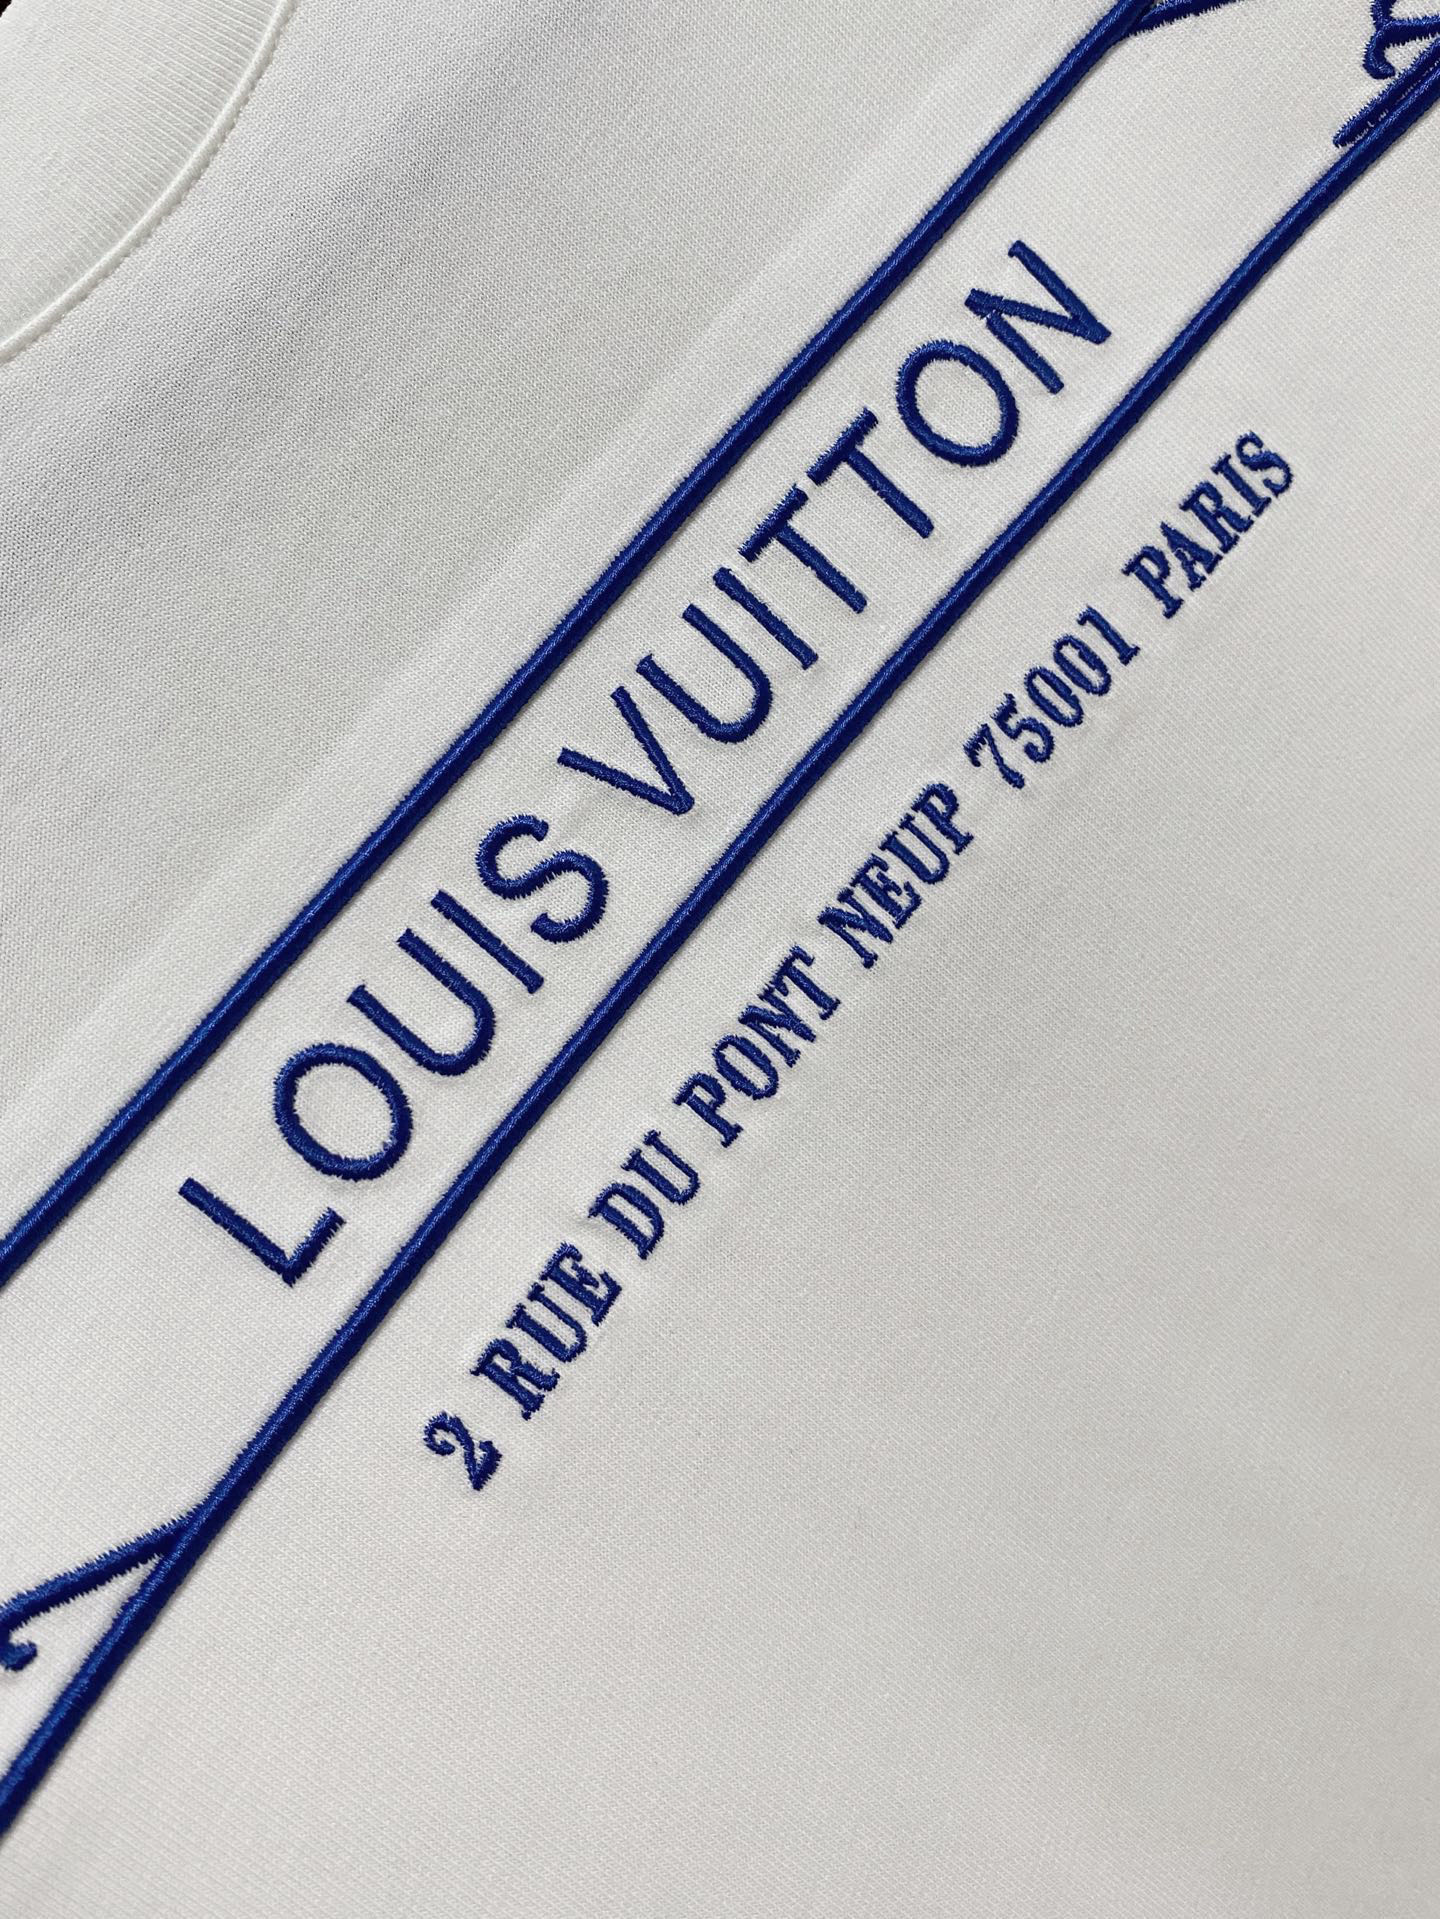 LOUIS VUITTON
2 RUE DU PONT NEUP 75001 PARIS